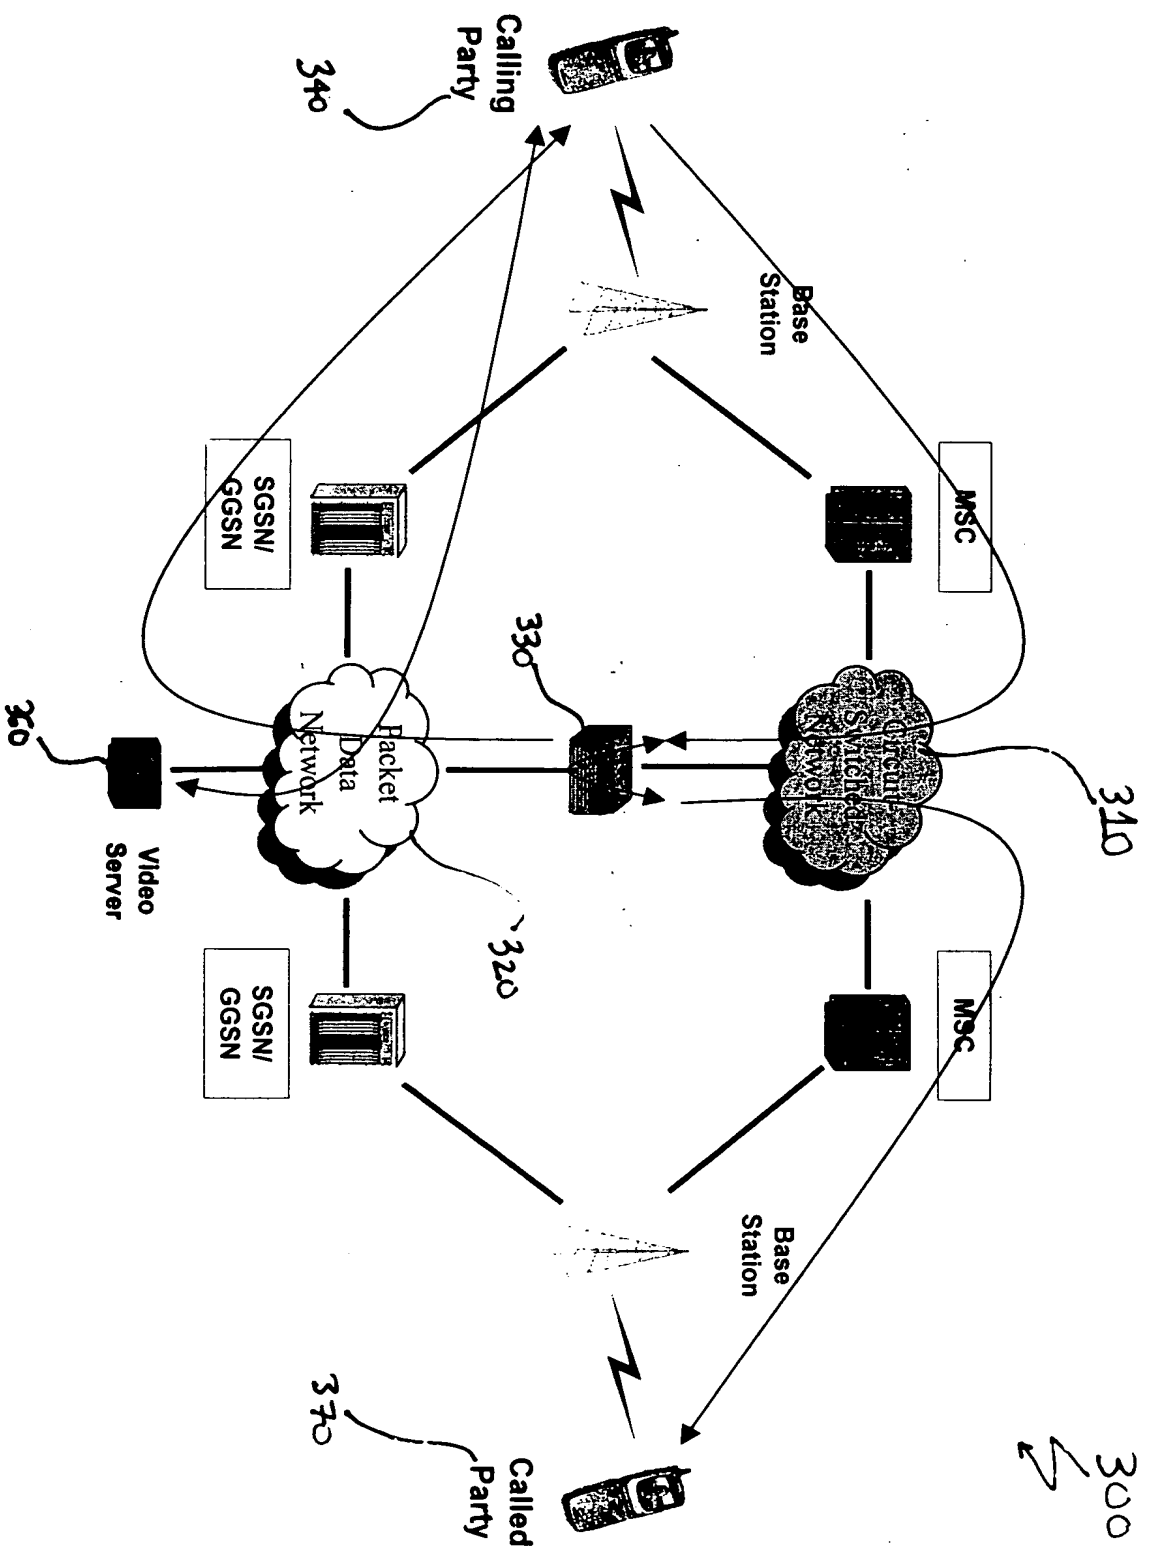 300
310
MSC
MSC
Circuit
Switched
Network
Base
Station
Base
Station
330
320
Calling
Party
340
Called
Party
370
Packet
Data
Network
SGSN/
GGSN
SGSN/
GGSN
Video
Server
360